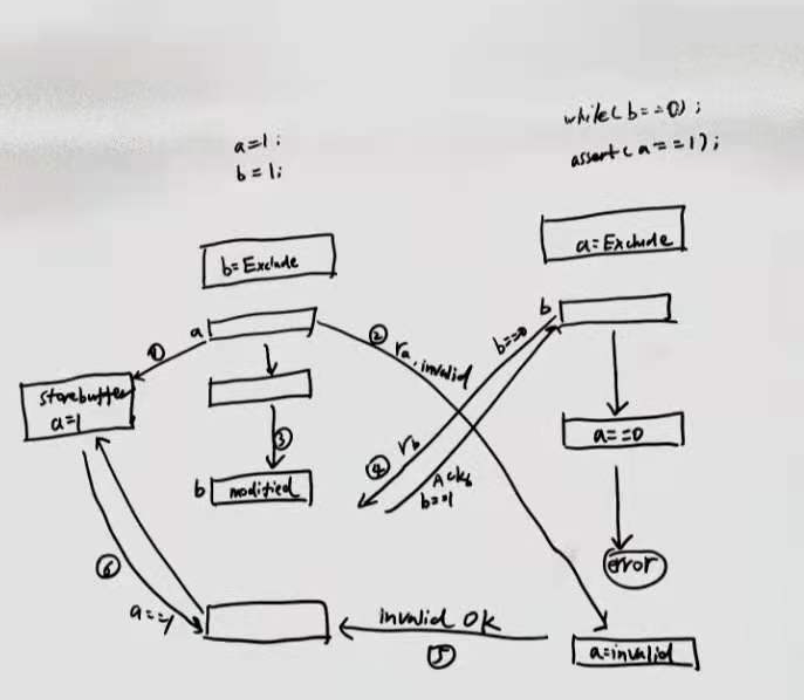 while(b==0);
a=1;
assert(a==1);
b=1;
b=Exclude
a=Exclude
b
a
②
b==0
①
ra.invalid
storebuffer
a=1
a==0
③
rb
④
b
modified
Ack
b==1
error
⑥
a==1
invalid OK
⑤
a=invalid